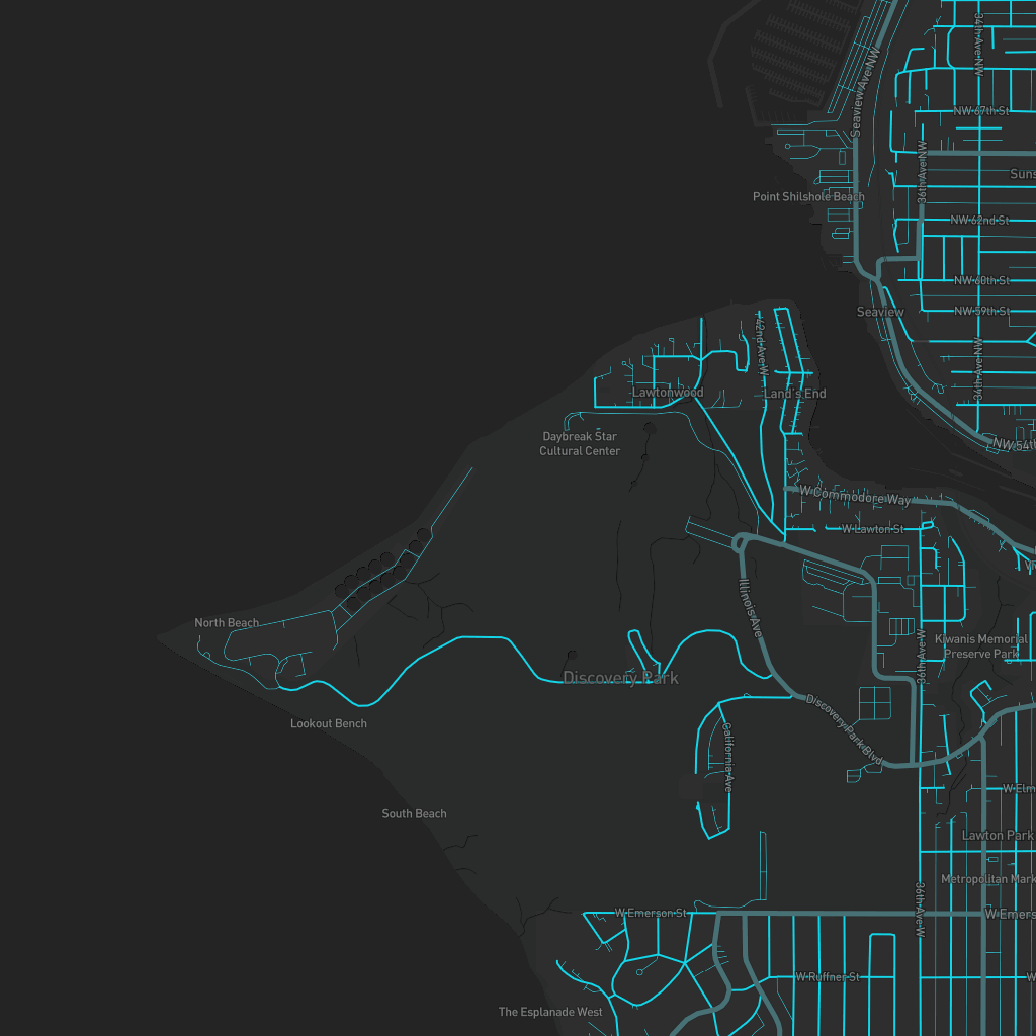 34th Ave NW
Seaview Ave NW
NW 67th St
36th Ave NW
Suns
Point Shilshole Beach
NW 62nd St
NW 60th St
Seaview
NW 59th St
42nd Ave W
34th Ave NW
Lawtonwood
Land's End
Daybreak Star
Cultural Center
NW 54th
W Commodore Way
W Lawton St
Illinois Ave
North Beach
36th Ave W
Kiwanis Memorial
Preserve Park
Discovery Park
Discovery Park Blvd
Lookout Bench
California Ave
W Elm
South Beach
Lawton Park
Metropolitan Mark
36th Ave W
W Emerson St
W Emers
W Ruffner St
W
The Esplanade West